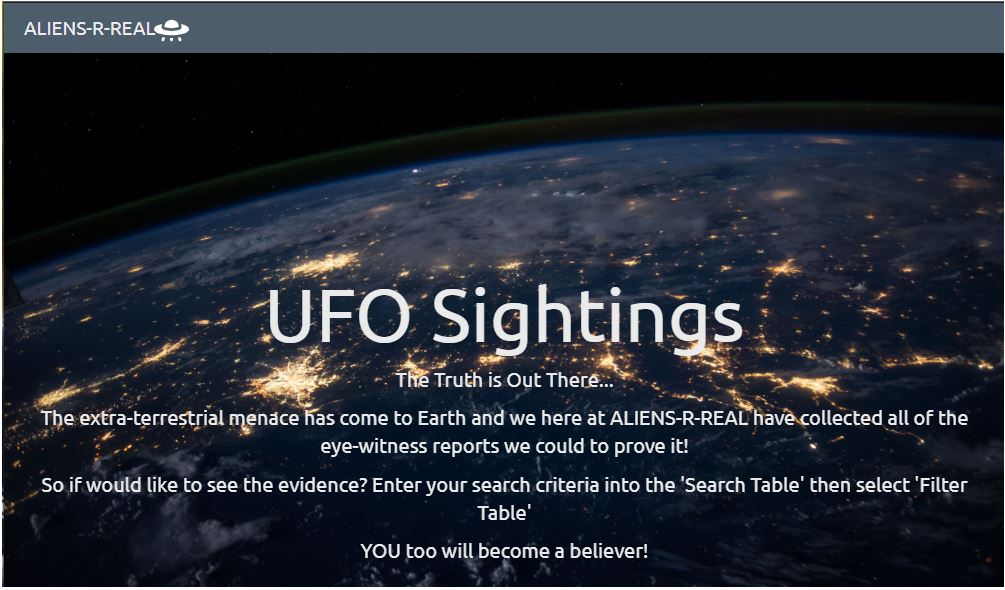 ALIENS-R-REAL
UFO Sightings
The Truth is Out There...
The extra-terrestrial menace has come to Earth and we here at ALIENS-R-REAL have collected all of the
eye-witness reports we could to prove it!
So if would like to see the evidence? Enter your search criteria into the 'Search Table' then select 'Filter
Table'
YOU too will become a believer!